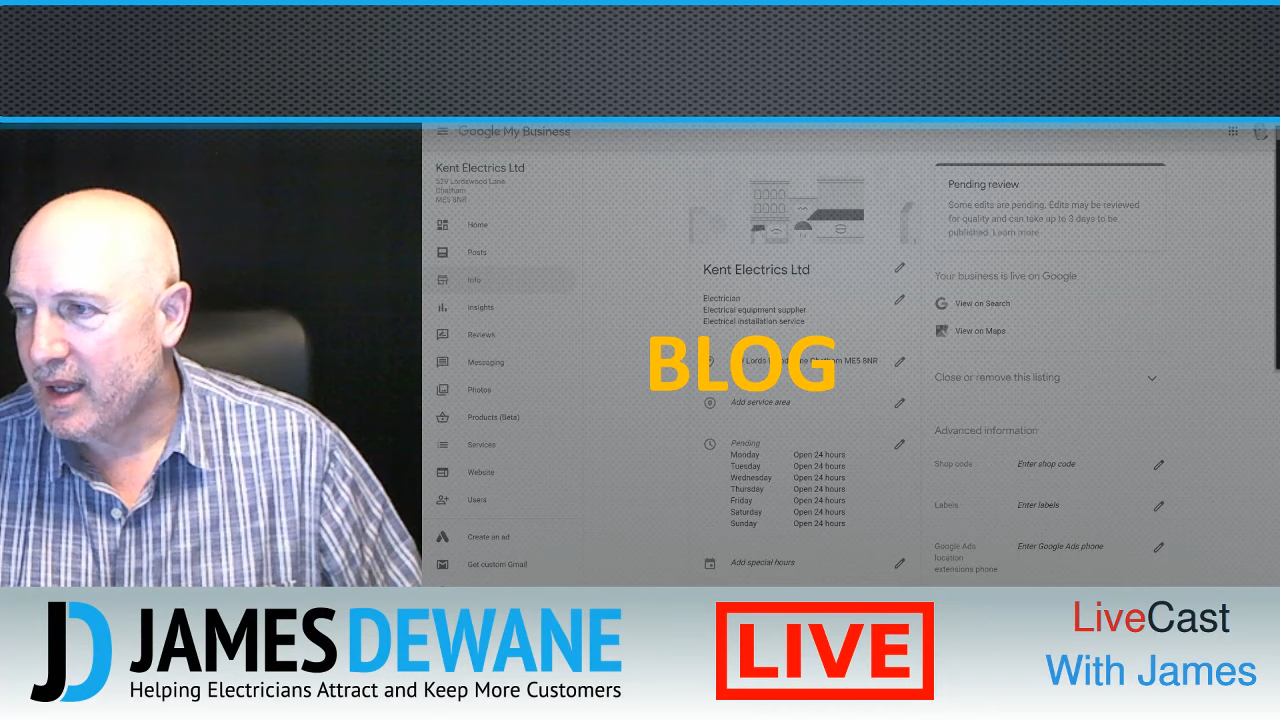 Google My Business
Kent Electrics Ltd
529 Lordswood Lane
Chatham
ME5 8NR
Home
Posts
Info
Insights
Reviews
Messaging
Photos
Products (Beta)
Services
Website
Users
Create an ad
Get custom Gmail
Kent Electrics Ltd
Electrician
Electrical equipment supplier
Electrical installation service
Chatham ME5 8NR
BLOG
Add service area
Pending
Monday Open 24 hours
Tuesday Open 24 hours
Wednesday Open 24 hours
Thursday Open 24 hours
Friday Open 24 hours
Saturday Open 24 hours
Sunday Open 24 hours
Add special hours
Pending review
Some edits are pending. Edits may be reviewed
for quality and can take up to 3 days to be
published. Learn more
Your business is live on Google
View on Search
View on Maps
Close or remove this listing
Advanced information
Shop code Enter shop code
Labels Enter labels
Google Ads Enter Google Ads phone
location
extensions phone
JD JAMES DEWANE
Helping Electricians Attract and Keep More Customers
LIVE
LiveCast
With James